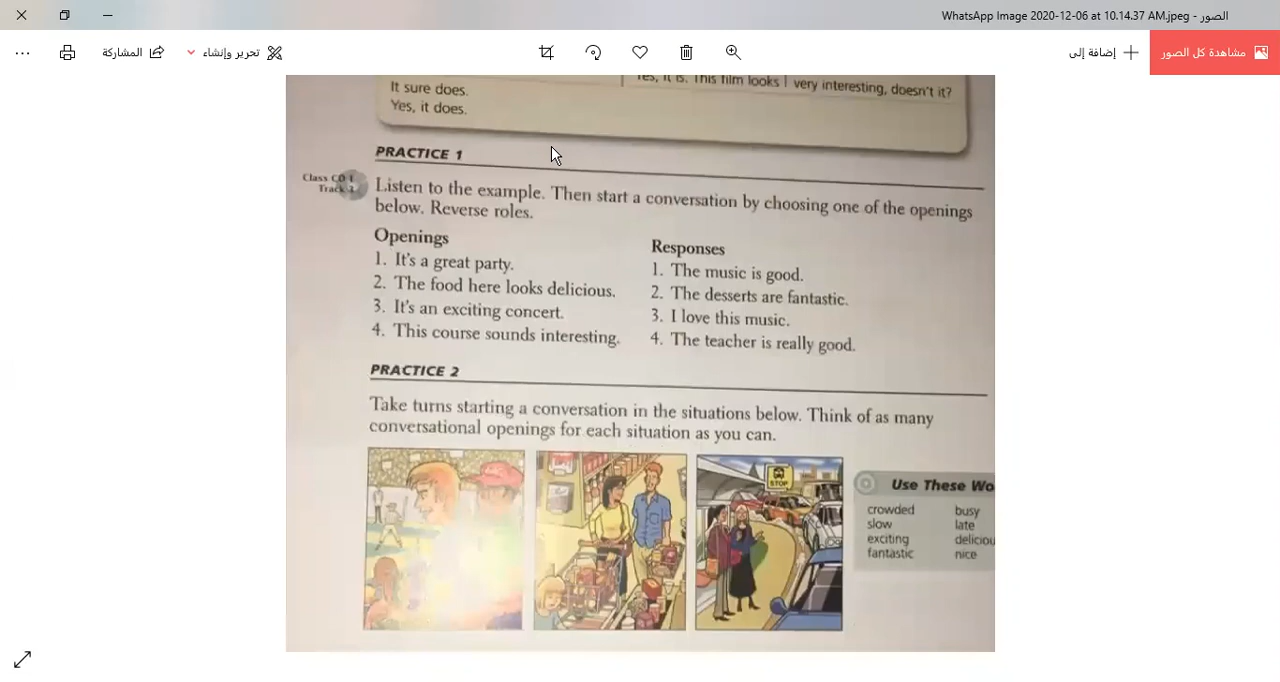 WhatsApp Image 2020-12-06 at 10.14.37 AM.jpeg - الصور
مشاهدة كل الصور
إضافة إلى
تحرير وإنشاء
المشاركة
It sure does.
Yes, it does.
Yes, it is. This film looks very interesting, doesn't it?
PRACTICE 1
Class CD 1
Track
Listen to the example. Then start a conversation by choosing one of the openings
below. Reverse roles.
Openings
1. It's a great party.
2. The food here looks delicious.
3. It's an exciting concert.
4. This course sounds interesting.
Responses
1. The music is good.
2. The desserts are fantastic.
3. I love this music.
4. The teacher is really good.
PRACTICE 2
Take turns starting a conversation in the situations below. Think of as many
conversational openings for each situation as you can.
STOP
Use These Wo
crowded busy
slow late
exciting deliciou
fantastic nice